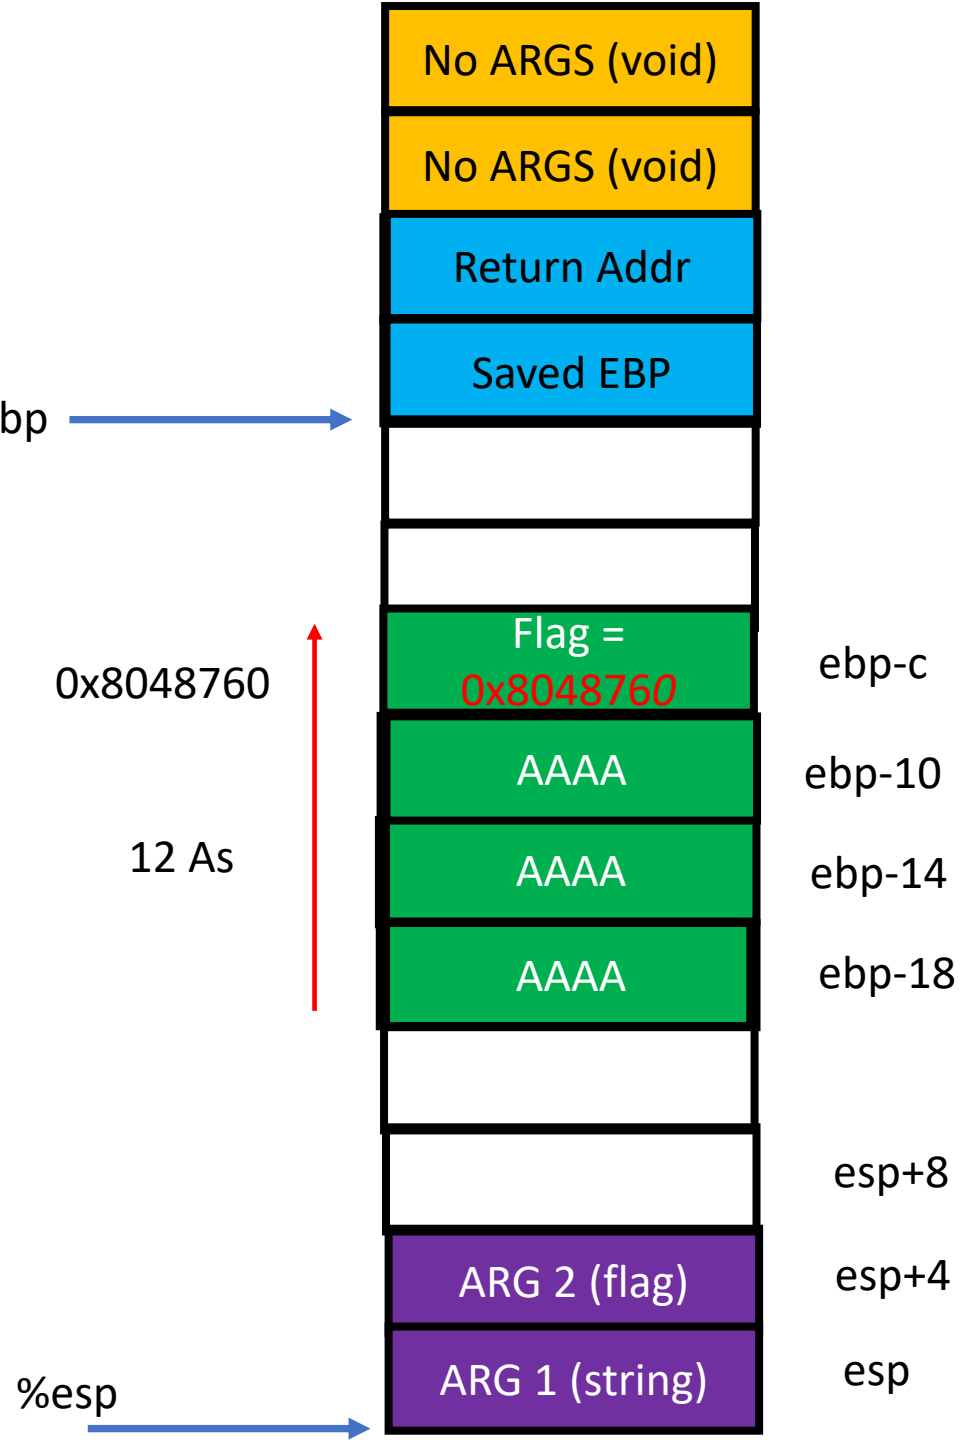 No ARGS (void)
No ARGS (void)
Return Addr
Saved EBP
bp
Flag =
0x8048760
ebp-c
0x8048760
AAAA
ebp-10
12 As
AAAA
ebp-14
AAAA
ebp-18
esp+8
ARG 2 (flag)
esp+4
ARG 1 (string)
esp
%esp